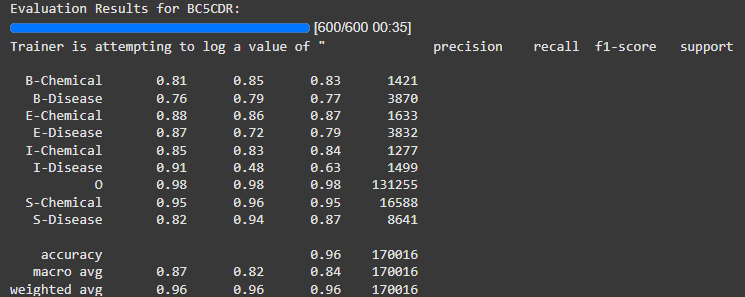 Evaluation Results for BC5CDR:
[600/600 00:35]
Trainer is attempting to log a value of " precision recall f1-score support
B-Chemical 0.81 0.85 0.83 1421
B-Disease 0.76 0.79 0.77 3870
E-Chemical 0.88 0.86 0.87 1633
E-Disease 0.87 0.72 0.79 3832
I-Chemical 0.85 0.83 0.84 1277
I-Disease 0.91 0.48 0.63 1499
O 0.98 0.98 0.98 131255
S-Chemical 0.95 0.96 0.95 16588
S-Disease 0.82 0.94 0.87 8641
accuracy 0.96 170016
macro avg 0.87 0.82 0.84 170016
weighted avg 0.96 0.96 0.96 170016